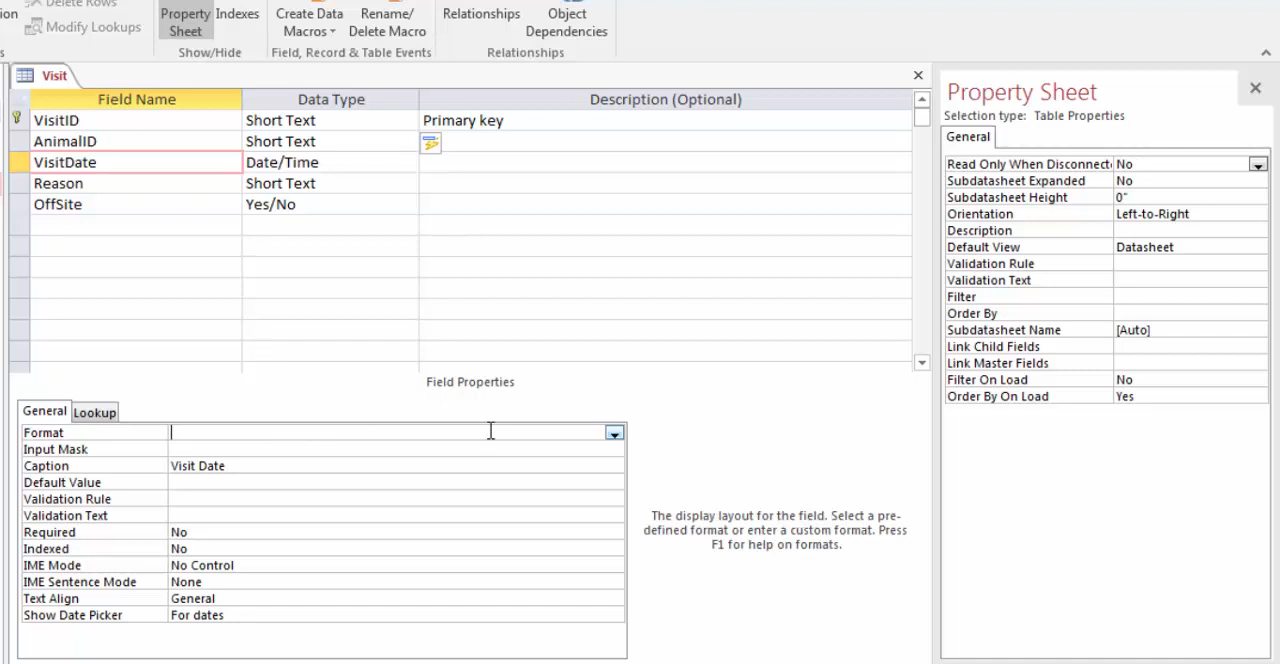 ion
Delete Rows
Modify Lookups
s
Property
Sheet
Indexes
Show/Hide
Create Data
Macros
Rename/
Delete Macro
Field, Record & Table Events
Relationships
Object
Dependencies
Relationships
Visit
Field Name Data Type Description (Optional)
VisitID Short Text Primary key
AnimalID Short Text
VisitDate Date/Time
Reason Short Text
OffSite Yes/No
Field Properties
General Lookup
Format
Input Mask
Caption Visit Date
Default Value
Validation Rule
Validation Text
Required No
Indexed No
IME Mode No Control
IME Sentence Mode None
Text Align General
Show Date Picker For dates
The display layout for the field. Select a pre-
defined format or enter a custom format. Press
F1 for help on formats.
Property Sheet
Selection type: Table Properties
General
Read Only When Disconnect No
Subdatasheet Expanded No
Subdatasheet Height 0"
Orientation Left-to-Right
Description
Default View Datasheet
Validation Rule
Validation Text
Filter
Order By
Subdatasheet Name [Auto]
Link Child Fields
Link Master Fields
Filter On Load No
Order By On Load Yes